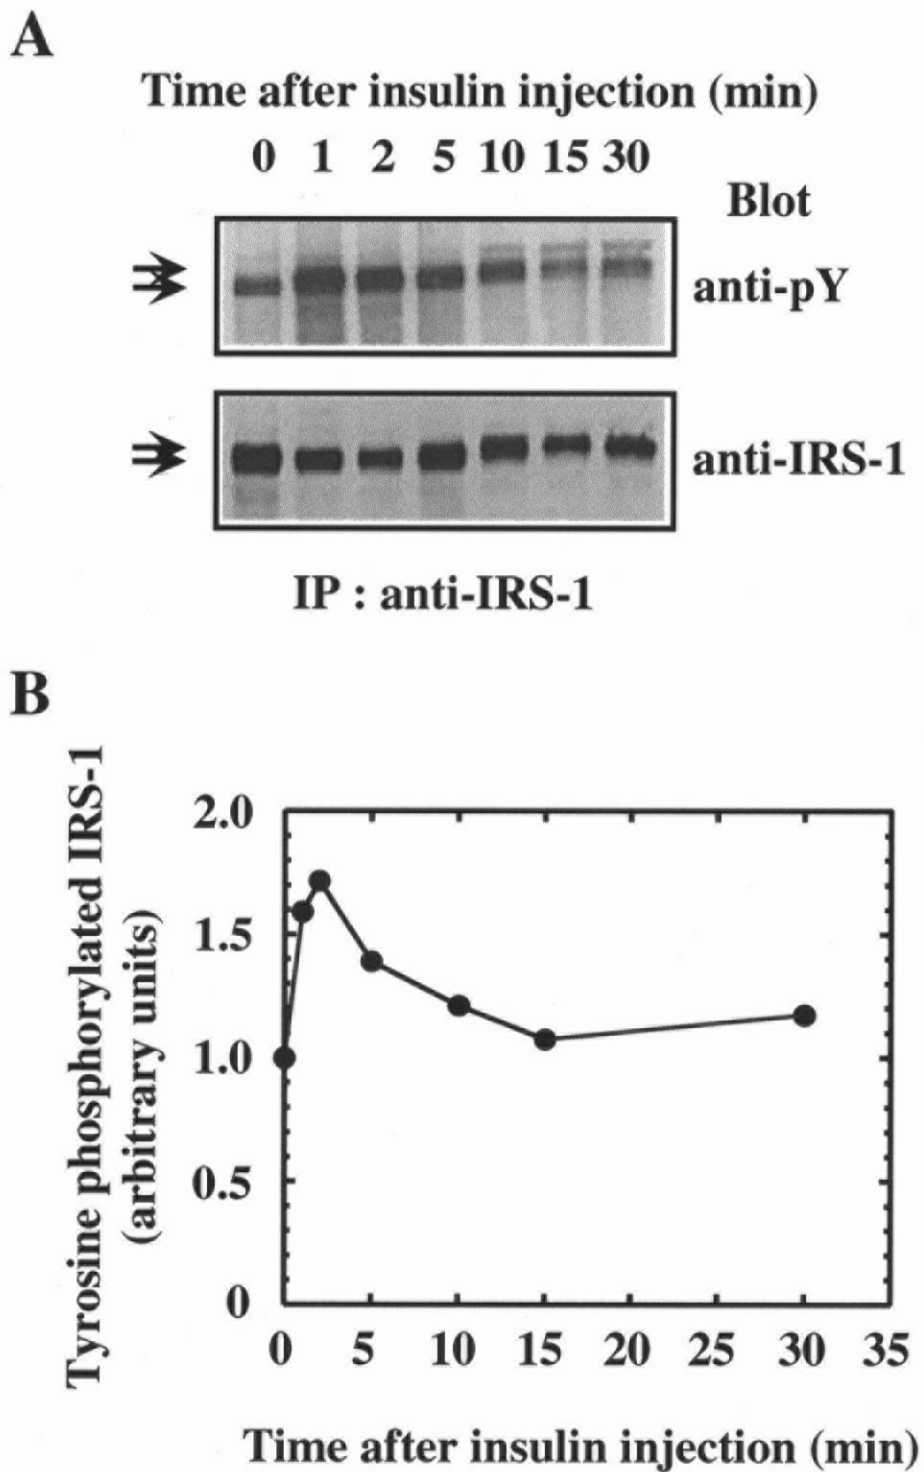 A
Time after insulin injection (min)
0 1 2 5 10 15 30
Blot
anti-pY
anti-IRS-1
IP : anti-IRS-1
B
Tyrosine phosphorylated IRS-1
(arbitrary units)
2.0
1.5
1.0
0.5
0
0 5 10 15 20 25 30 35
Time after insulin injection (min)